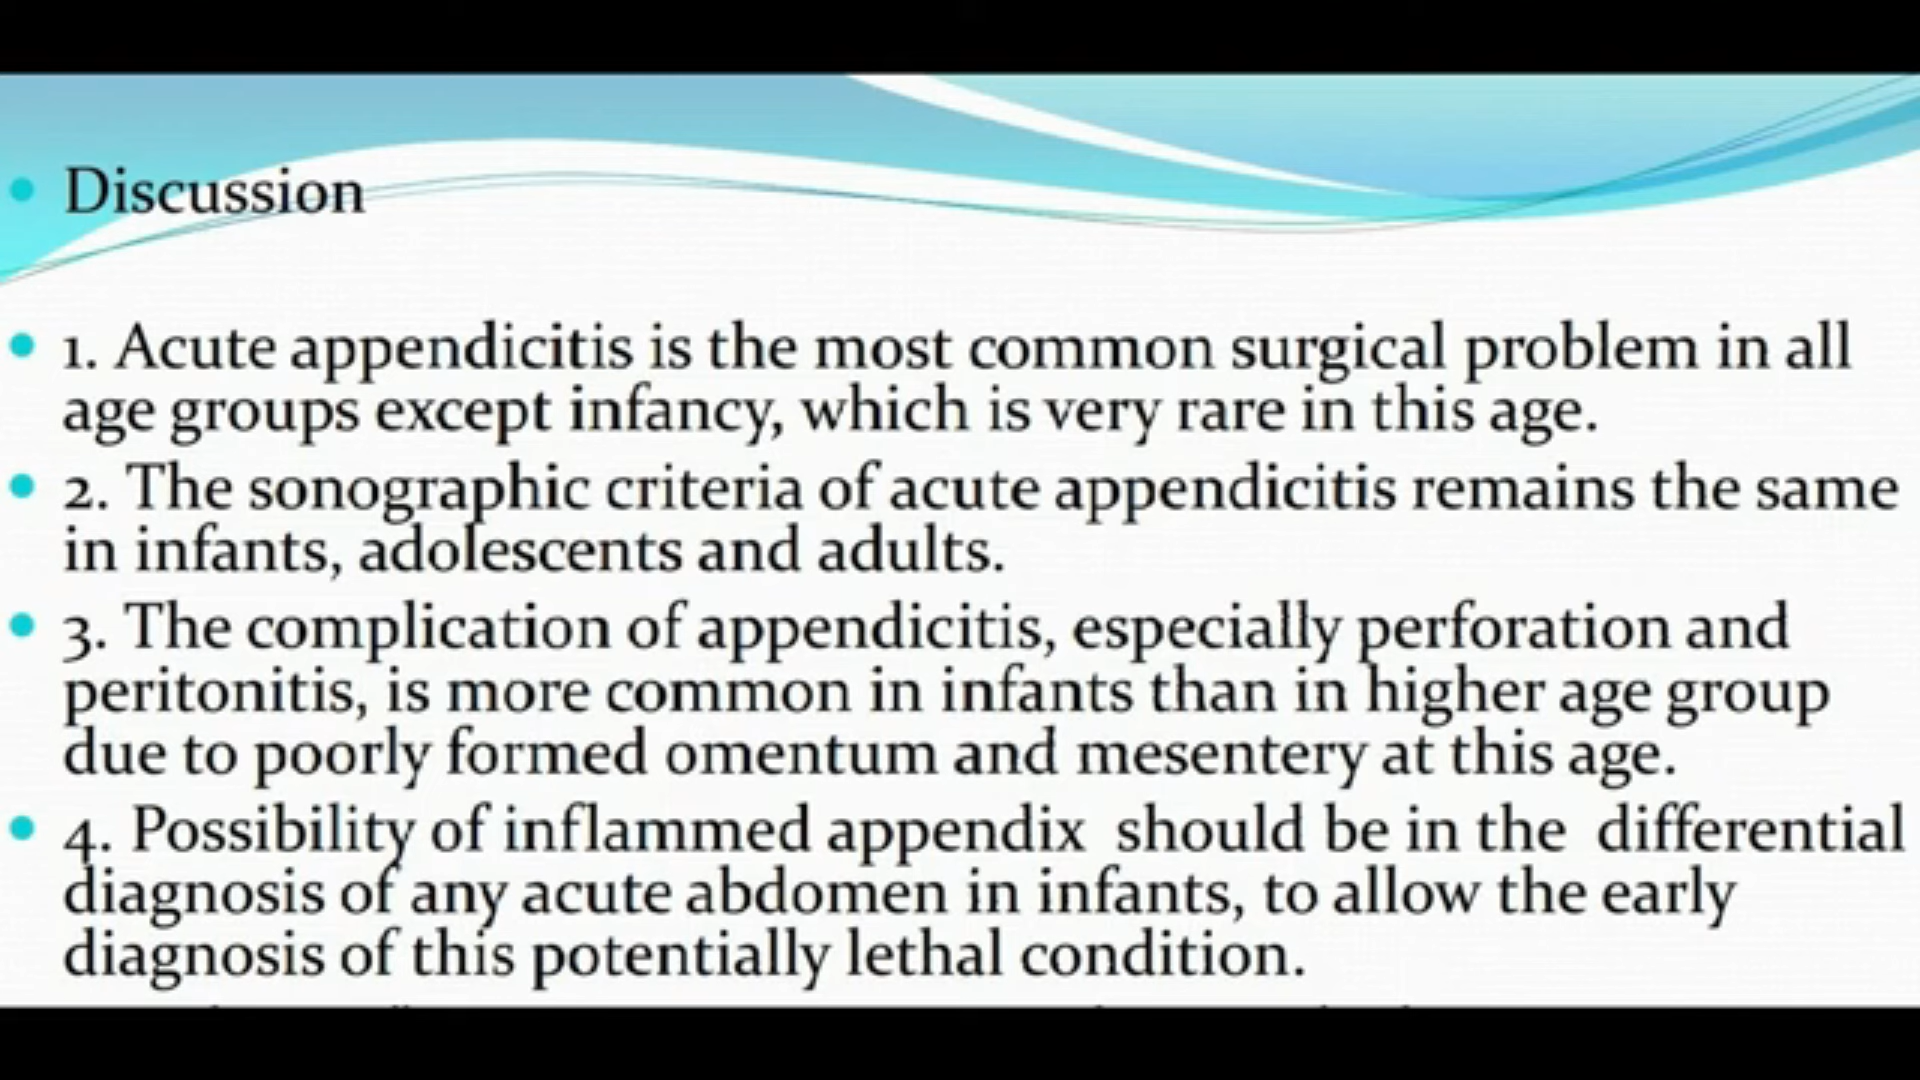 Discussion
1. Acute appendicitis is the most common surgical problem in all
age groups except infancy, which is very rare in this age.
2. The sonographic criteria of acute appendicitis remains the same
in infants, adolescents and adults.
3. The complication of appendicitis, especially perforation and
peritonitis, is more common in infants than in higher age group
due to poorly formed omentum and mesentery at this age.
4. Possibility of inflammed appendix should be in the differential
diagnosis of any acute abdomen in infants, to allow the early
diagnosis of this potentially lethal condition.